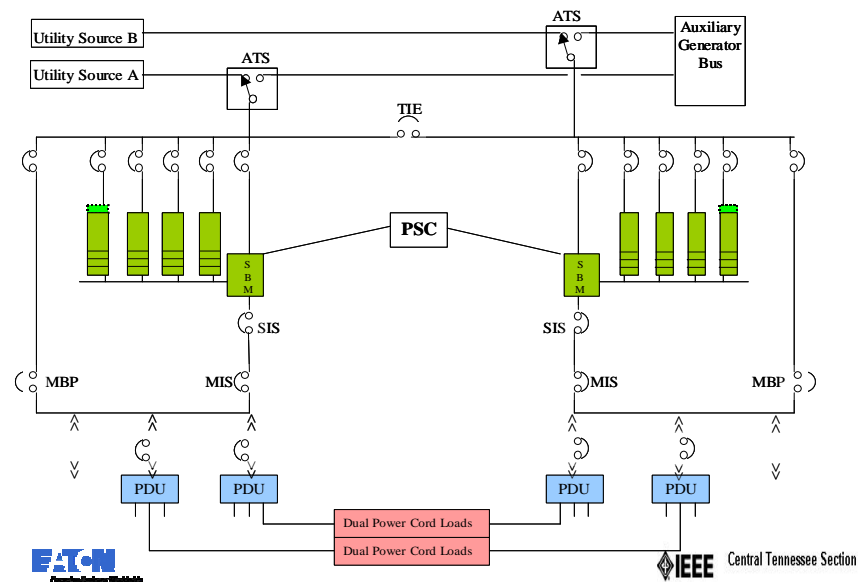 ATS
Utility Source B
Auxiliary
Generator
Bus
ATS
Utility Source A
TIE
PSC
S
B
M
S
B
M
SIS
SIS
MBP
MIS
MIS
MBP
PDU
PDU
PDU
PDU
Dual Power Cord Loads
Dual Power Cord Loads
EATON
IEEE
Central Tennessee Section